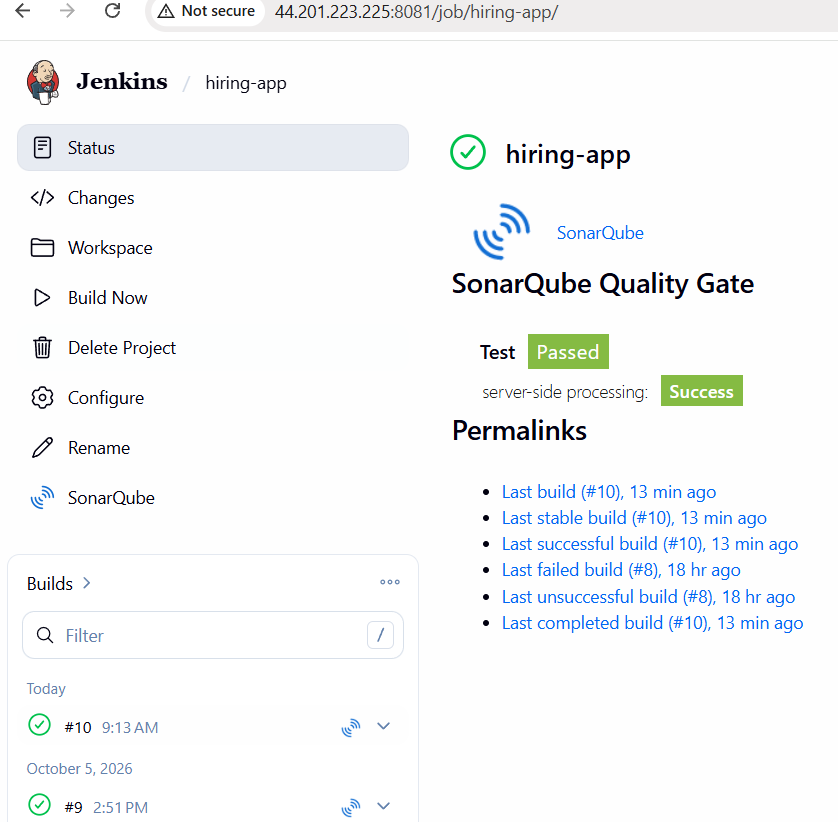 Not secure 44.201.223.225:8081/job/hiring-app/
Jenkins / hiring-app
Status
Changes
Workspace
Build Now
Delete Project
Configure
Rename
SonarQube
hiring-app
SonarQube
SonarQube Quality Gate
Test Passed
server-side processing: Success
Permalinks
Last build (#10), 13 min ago
Last stable build (#10), 13 min ago
Last successful build (#10), 13 min ago
Last failed build (#8), 18 hr ago
Last unsuccessful build (#8), 18 hr ago
Last completed build (#10), 13 min ago
Builds
Filter /
Today
#10 9:13 AM
October 5, 2026
#9 2:51 PM